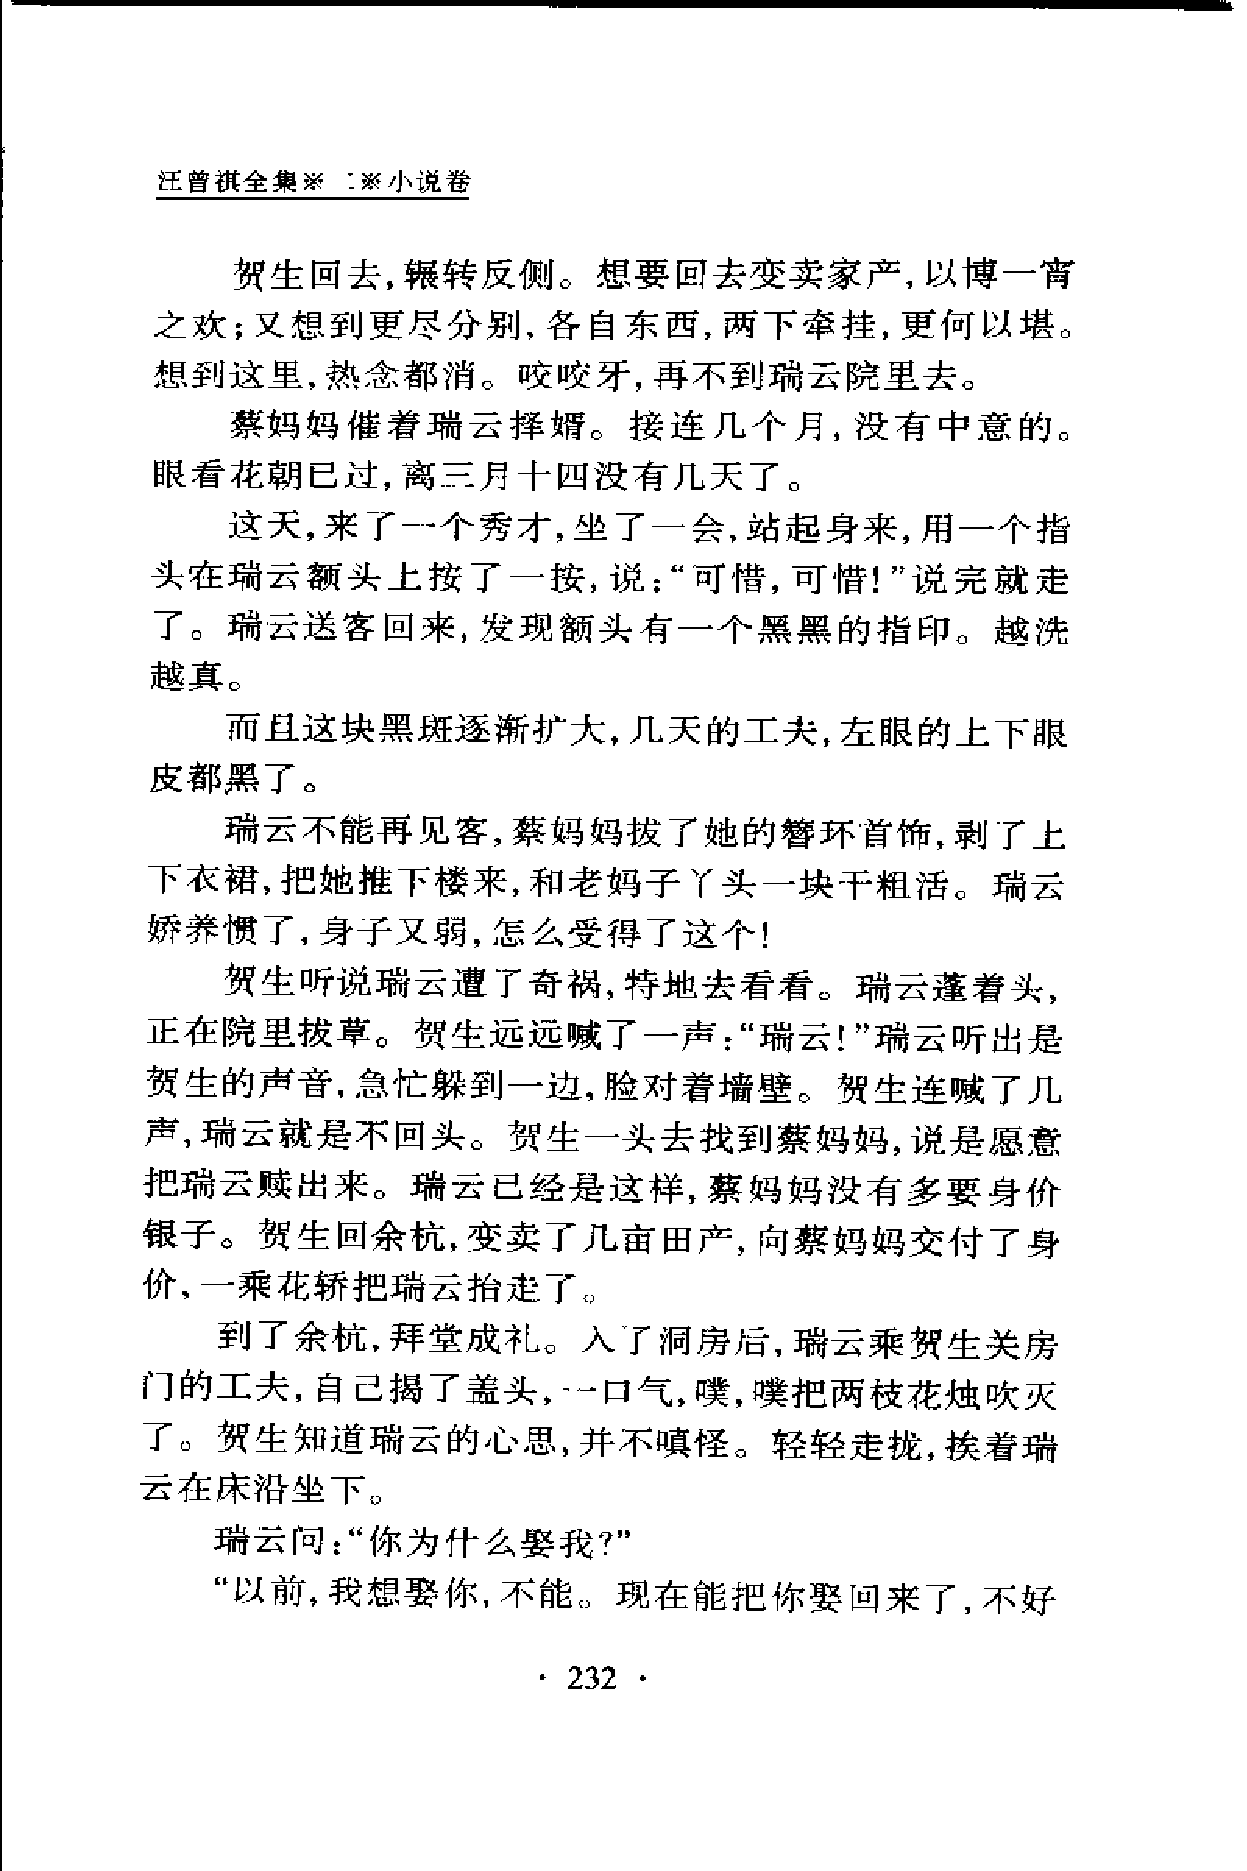 汪曾祺全集※二※小说卷
贺生回去,辗转反侧。想要回去变卖家产,以博一宵
之欢;又想到更尽分别,各自东西,两下牵挂,更何以堪。
想到这里,热念都消。咬咬牙,再不到瑞云院里去。
蔡妈妈催着瑞云择婿。接连几个月,没有中意的。
眼看花朝已过,离三月十四没有几天了。
这天,来了一个秀才,坐了一会,站起身来,用一个指
头在瑞云额头上按了一按,说:“可惜,可惜!”说完就走
了。瑞云送客回来,发现额头有一个黑黑的指印。越洗
越真。
而且这块黑斑逐渐扩大,几天的工夫,左眼的上下眼
皮都黑了。
瑞云不能再见客,蔡妈妈拔了她的簪环首饰,剥了上
下衣裙,把她推下楼来,和老妈子丫头一块干粗活。瑞云
娇养惯了,身子又弱,怎么受得了这个!
贺生听说瑞云遭了奇祸,特地去看看。瑞云蓬着头,
正在院里拔草。贺生远远喊了一声:“瑞云!”瑞云听出是
贺生的声音,急忙躲到一边,脸对着墙壁。贺生连喊了几
声,瑞云就是不回头。贺生一头去找到蔡妈妈,说是愿意
把瑞云赎出来。瑞云已经是这样,蔡妈妈没有多要身价
银子。贺生回余杭,变卖了几亩田产,向蔡妈妈交付了身
价、一乘花轿把瑞云抬走了。
到了余杭,拜堂成礼。入了洞房后,瑞云乘贺生关房
门的工夫,自己揭了盖头,一口气,噗,噗把两枝花烛吹灭
了。贺生知道瑞云的心思,并不嗔怪。轻轻走拢,挨着瑞
云在床沿坐下。
瑞云问:“你为什么娶我?”
“以前,我想娶你,不能。现在能把你娶回来了,不好
· 232 ·